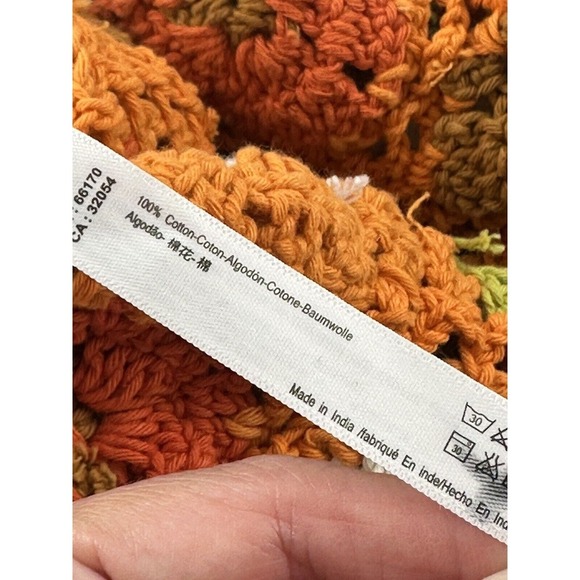 : 66170
CA : 32054
100% Cotton-Coton-Algodón-Cotone-Baumwolle
Algodão- 棉花-棉
Made in India /fabriqué En inde/Hecho En Ind
30
30